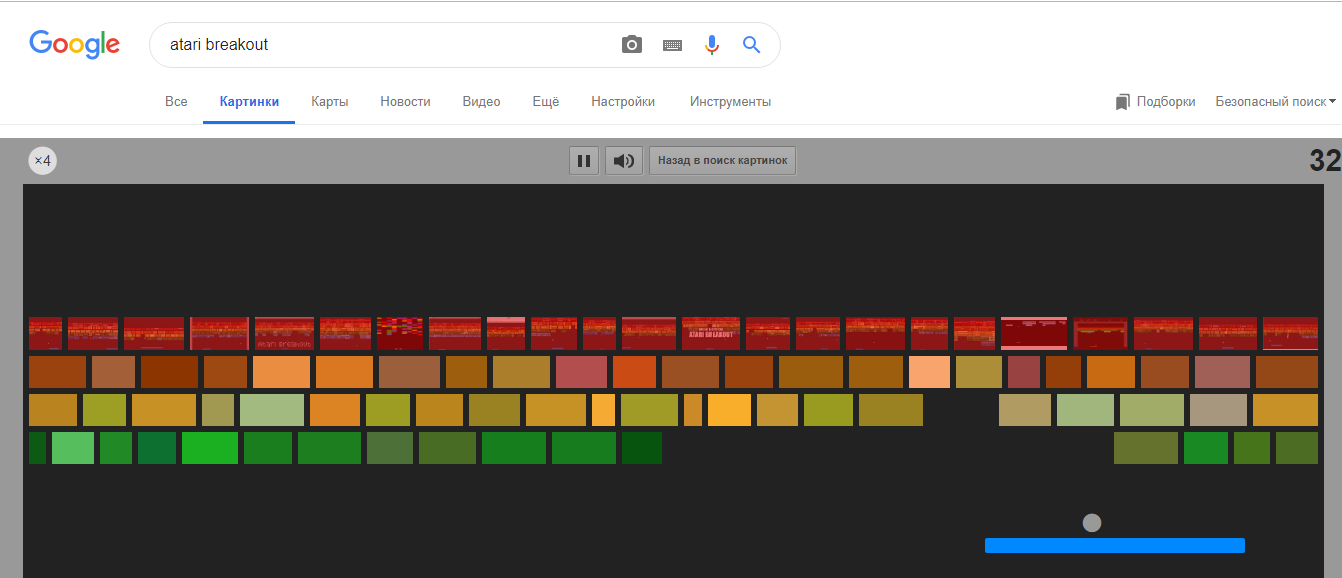 Google
atari breakout
Все Картинки Карты Новости Видео Ещё Настройки Инструменты Подборки Безопасный поиск
×4 Назад в поиск картинок 32
ATARI BREAKOUT